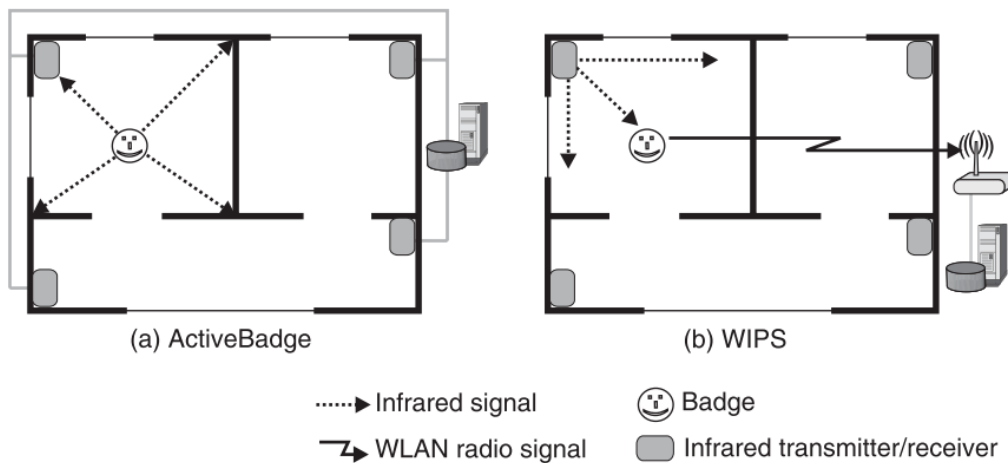 (a) ActiveBadge
(b) WIPS
Infrared signal
Badge
WLAN radio signal
Infrared transmitter/receiver